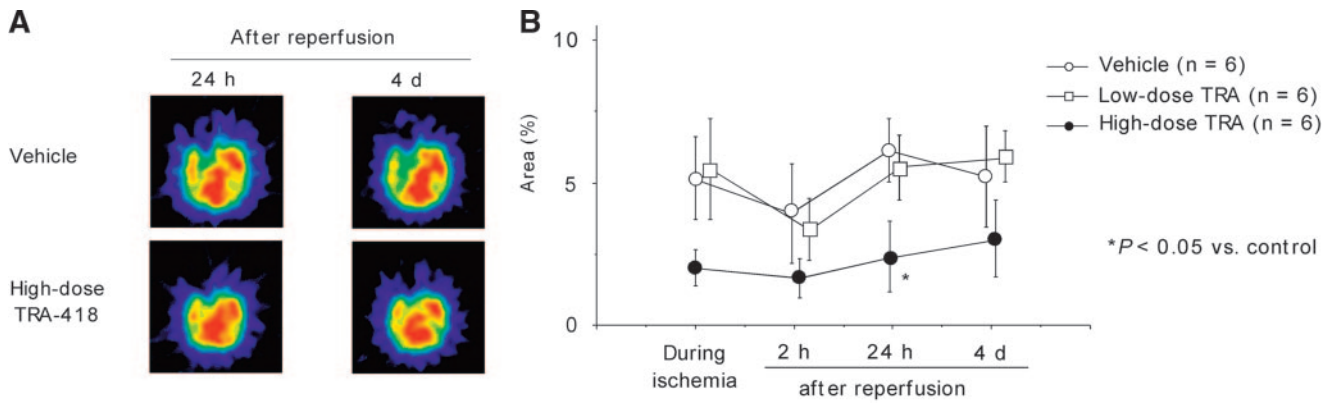 A
After reperfusion
24 h 4 d
Vehicle
High-dose
TRA-418
B
10
5
0
Area (%)
During
ischemia
2 h 24 h 4 d
after reperfusion
*
Vehicle (n = 6)
Low-dose TRA (n = 6)
High-dose TRA (n = 6)
*P < 0.05 vs. control